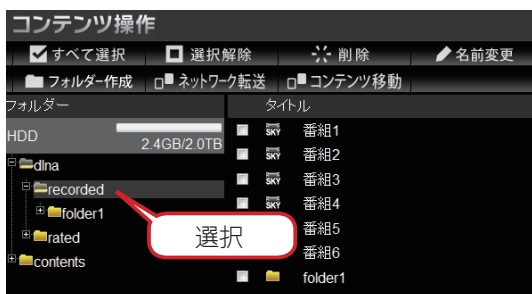 コンテンツ操作
すべて選択 選択解除 削除 名前変更
フォルダー作成 ネットワーク転送 コンテンツ移動
フォルダー タイトル
HDD 2.4GB/2.0TB
dlna
recorded
folder1
rated
contents
選択
SKY 番組1
SKY 番組2
SKY 番組3
SKY 番組4
番組5
番組6
folder1